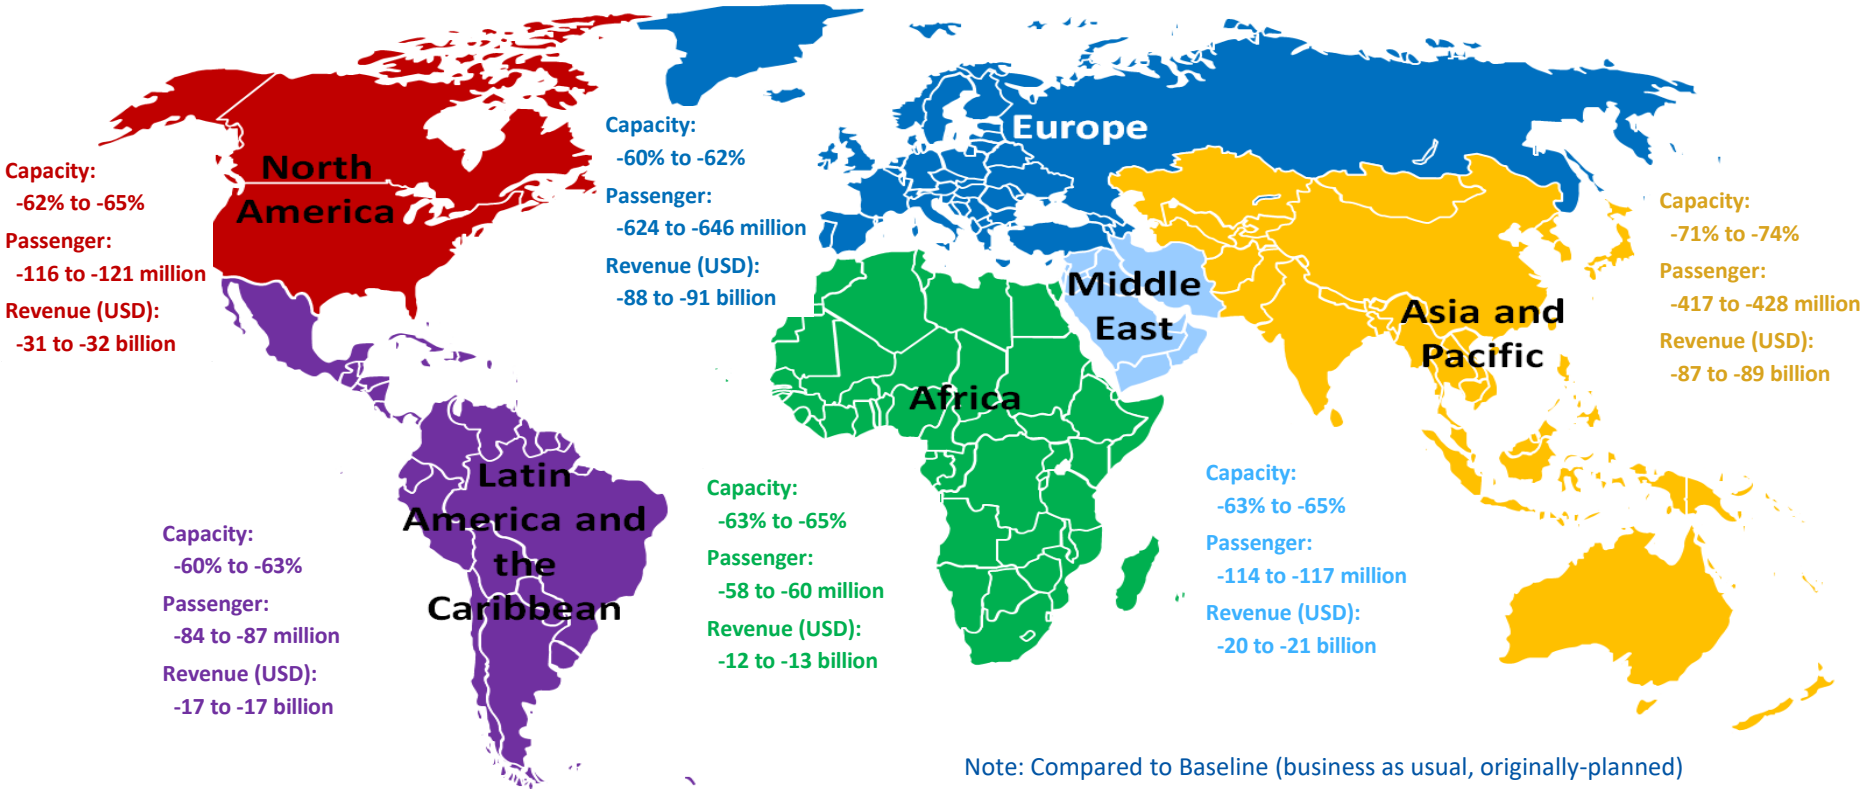 North
America
Capacity:
-62% to -65%
Passenger:
-116 to -121 million
Revenue (USD):
-31 to -32 billion
Europe
Capacity:
-60% to -62%
Passenger:
-624 to -646 million
Revenue (USD):
-88 to -91 billion
Asia and
Pacific
Capacity:
-71% to -74%
Passenger:
-417 to -428 million
Revenue (USD):
-87 to -89 billion
Latin
America and
the
Caribbean
Capacity:
-60% to -63%
Passenger:
-84 to -87 million
Revenue (USD):
-17 to -17 billion
Africa
Capacity:
-63% to -65%
Passenger:
-58 to -60 million
Revenue (USD):
-12 to -13 billion
Middle
East
Capacity:
-63% to -65%
Passenger:
-114 to -117 million
Revenue (USD):
-20 to -21 billion
Note: Compared to Baseline (business as usual, originally-planned)